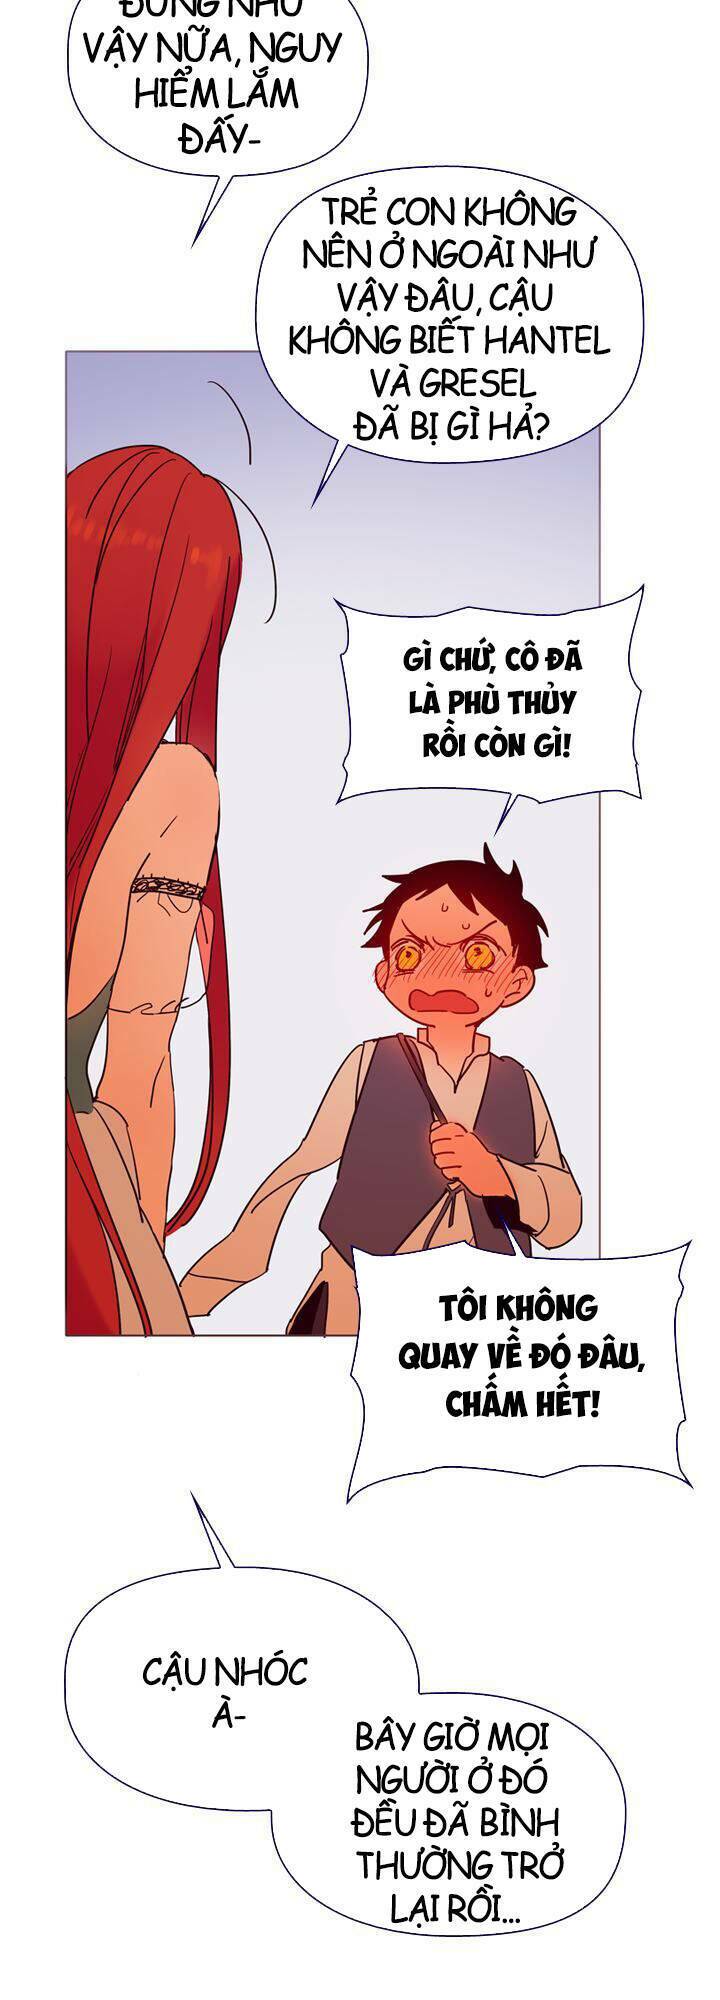 ĐỪNG NHƯ
VẬY NỮA, NGUY
HIỂM LẮM
ĐẤY-
TRẺ CON KHÔNG
NÊN Ở NGOÀI NHƯ
VẬY ĐÂU, CẬU
KHÔNG BIẾT HANTEL
VÀ GRESEL
ĐÃ BỊ GÌ HẢ?
GÌ CHỨ, CÔ ĐÃ
LÀ PHÙ THỦY
RỒI CÒN GÌ!
TÔI KHÔNG
QUAY VỀ ĐÓ ĐÂU,
CHẤM HẾT!
CẬU NHÓC
À-
BÂY GIỜ MỌI
NGƯỜI Ở ĐÓ
ĐỀU ĐÃ BÌNH
THƯỜNG TRỞ
LẠI RỒI...